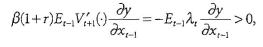 β(1+r)E_{t−1}V′_{t+1}(·) ∂y/∂x_{t−1} = −E_{t−1}λ_t ∂y/∂x_{t−1} > 0,